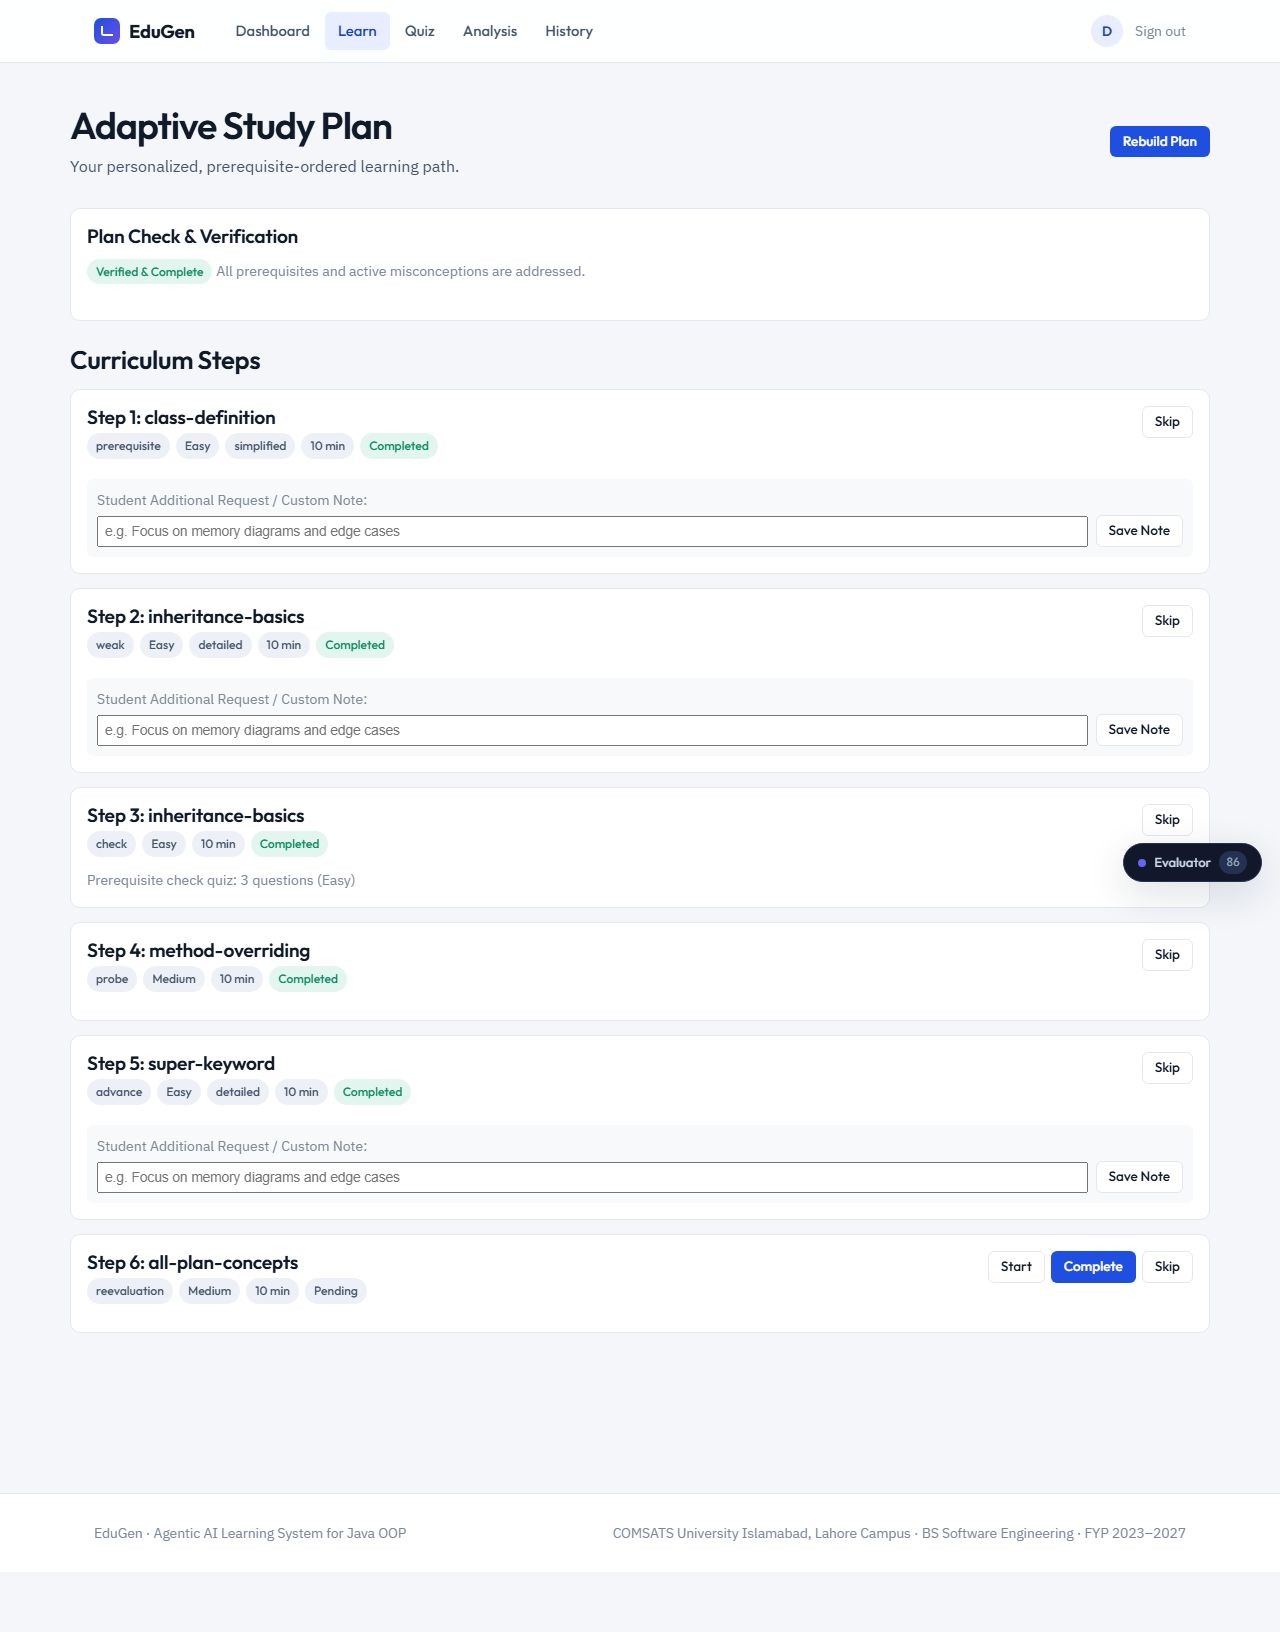 EduGen
Dashboard
Learn
Quiz
Analysis
History
D
Sign out
Adaptive Study Plan
Your personalized, prerequisite-ordered learning path.
Rebuild Plan
Plan Check & Verification
Verified & Complete All prerequisites and active misconceptions are addressed.
Curriculum Steps
Step 1: class-definition
Skip
prerequisite Easy simplified 10 min Completed
Student Additional Request / Custom Note:
e.g. Focus on memory diagrams and edge cases
Save Note
Step 2: inheritance-basics
Skip
weak Easy detailed 10 min Completed
Student Additional Request / Custom Note:
e.g. Focus on memory diagrams and edge cases
Save Note
Step 3: inheritance-basics
Skip
check Easy 10 min Completed
Evaluator 86
Prerequisite check quiz: 3 questions (Easy)
Step 4: method-overriding
Skip
probe Medium 10 min Completed
Step 5: super-keyword
Skip
advance Easy detailed 10 min Completed
Student Additional Request / Custom Note:
e.g. Focus on memory diagrams and edge cases
Save Note
Step 6: all-plan-concepts
Start
Complete
Skip
reevaluation Medium 10 min Pending
EduGen · Agentic AI Learning System for Java OOP
COMSATS University Islamabad, Lahore Campus · BS Software Engineering · FYP 2023–2027